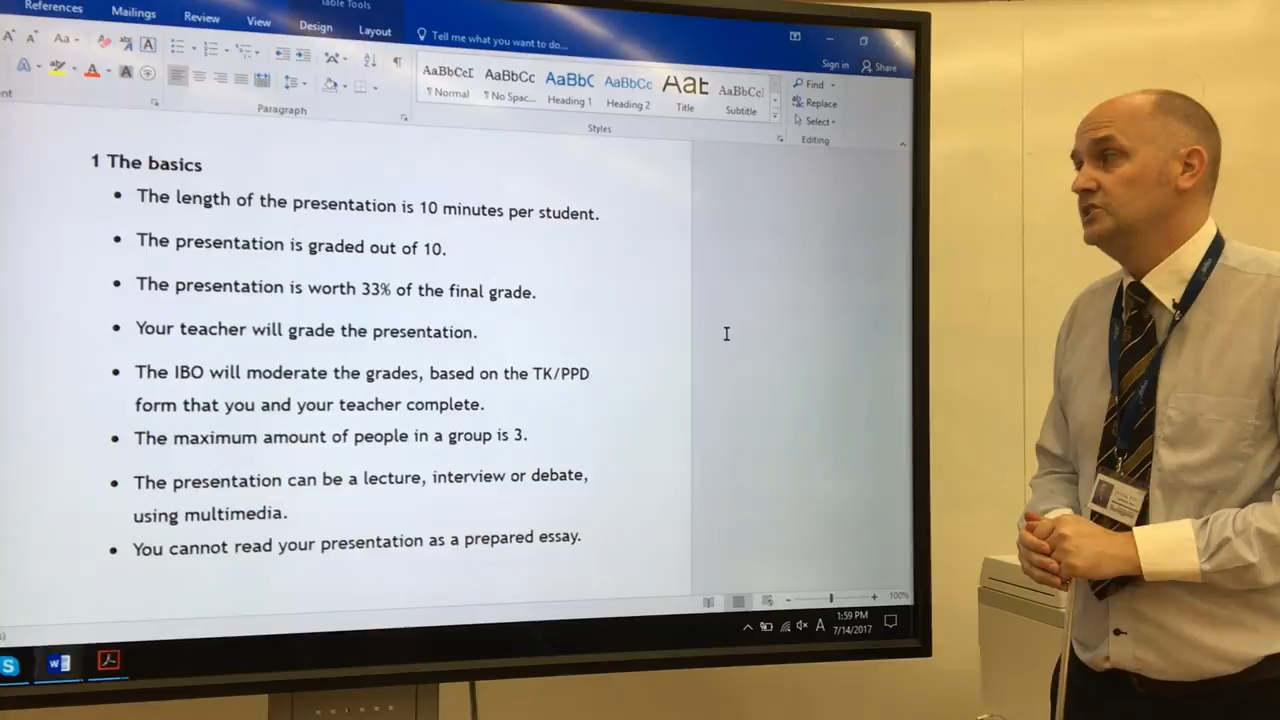 References Mailings Review View Table Tools Design Layout Tell me what you want to do...
Sign in Share
Aa
AaBbCcI AaBbCc AaBbC AaBbCc AaB AaBbCcI
¶ Normal ¶ No Spac... Heading 1 Heading 2 Title Subtitle
Find
Replace
Select
Paragraph Styles Editing
1 The basics
• The length of the presentation is 10 minutes per student.
• The presentation is graded out of 10.
• The presentation is worth 33% of the final grade.
• Your teacher will grade the presentation.
• The IBO will moderate the grades, based on the TK/PPD
form that you and your teacher complete.
• The maximum amount of people in a group is 3.
• The presentation can be a lecture, interview or debate,
using multimedia.
• You cannot read your presentation as a prepared essay.
100%
A 1:59 PM
7/14/2017